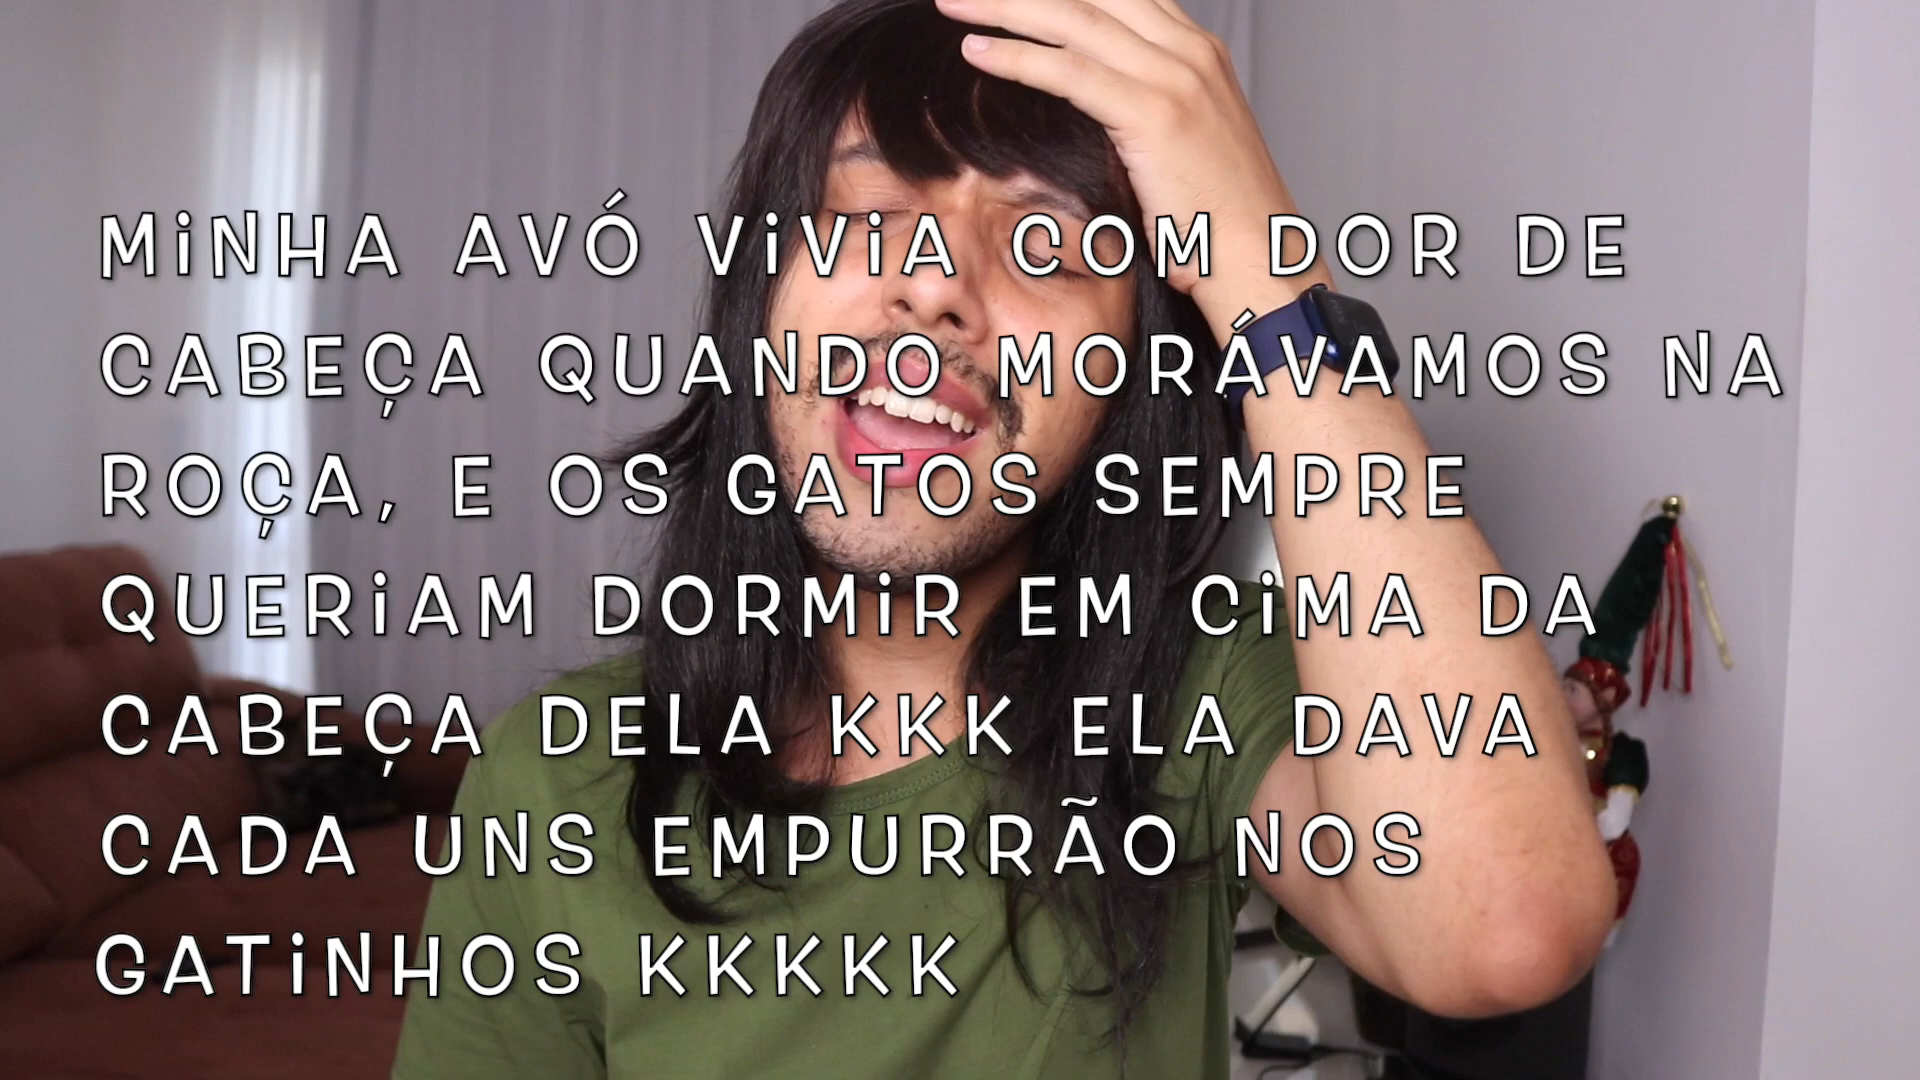 MINHA AVÓ VIVIA COM DOR DE
CABEÇA QUANDO MORÁVAMOS NA
ROÇA, E OS GATOS SEMPRE
QUERIAM DORMIR EM CIMA DA
CABEÇA DELA KKK ELA DAVA
CADA UNS EMPURRÃO NOS
GATINHOS KKKKK